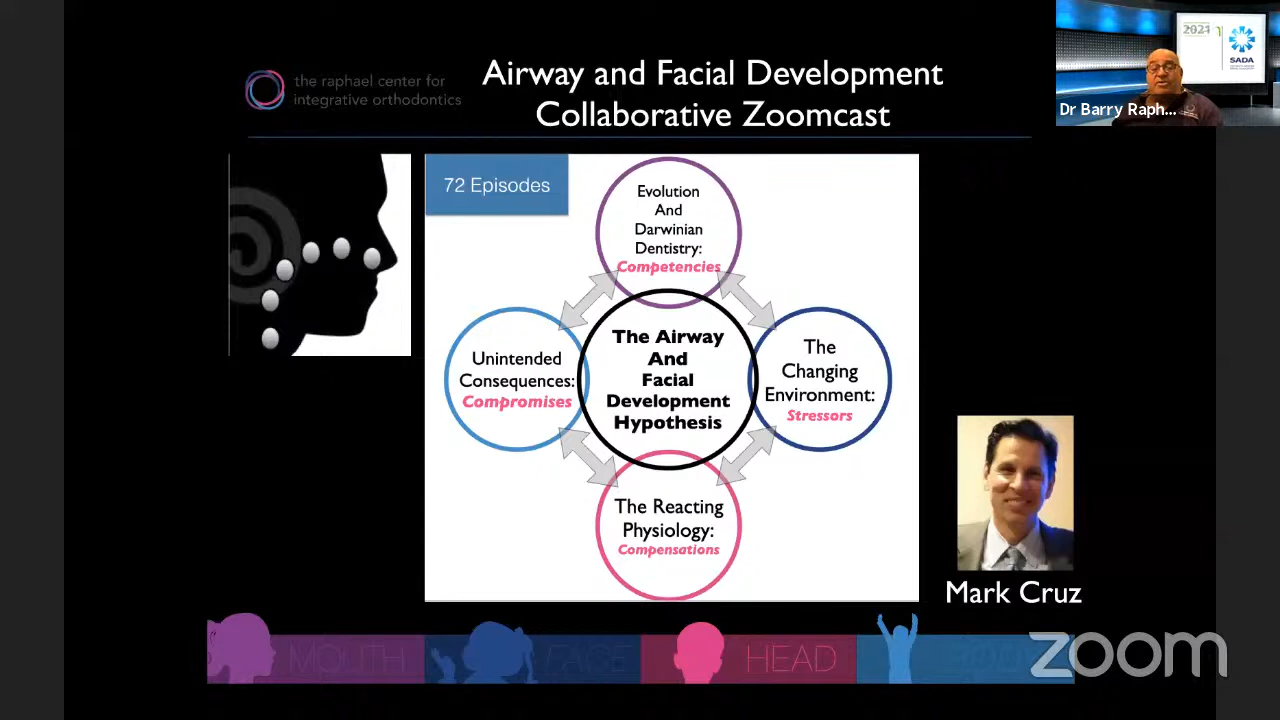 the raphael center for
integrative orthodontics
Airway and Facial Development
Collaborative Zoomcast
2021
SADA
Dr Barry Raph...
72 Episodes
Evolution
And
Darwinian
Dentistry:
Competencies
Unintended
Consequences:
Compromises
The Airway
And
Facial
Development
Hypothesis
The
Changing
Environment:
Stressors
The Reacting
Physiology:
Compensations
Mark Cruz
MOUTH
FACE
HEAD
zoom